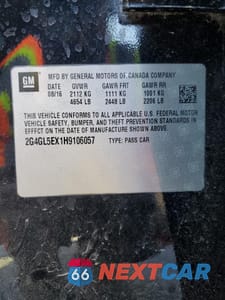 GM
MFD BY GENERAL MOTORS OF CANADA COMPANY
DATE GVWR GAWR FRT GAWR RR
08/16 2112 KG 1111 KG 1001 KG
4654 LB 2448 LB 2206 LB
THIS VEHICLE CONFORMS TO ALL APPLICABLE U.S. FEDERAL MOTOR
VEHICLE SAFETY, BUMPER, AND THEFT PREVENTION STANDARDS IN
EFFECT ON THE DATE OF MANUFACTURE SHOWN ABOVE.
2G4GL5EX1H9106057 TYPE: PASS CAR
66 NEXTCAR